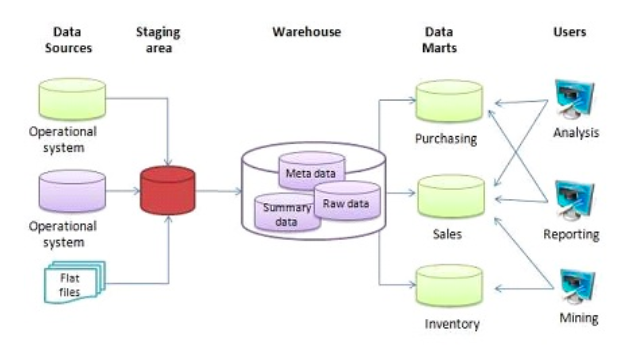 Data Sources
Staging area
Warehouse
Data Marts
Users
Operational system
Operational system
Flat files
Meta data
Summary data
Raw data
Purchasing
Sales
Inventory
Analysis
Reporting
Mining